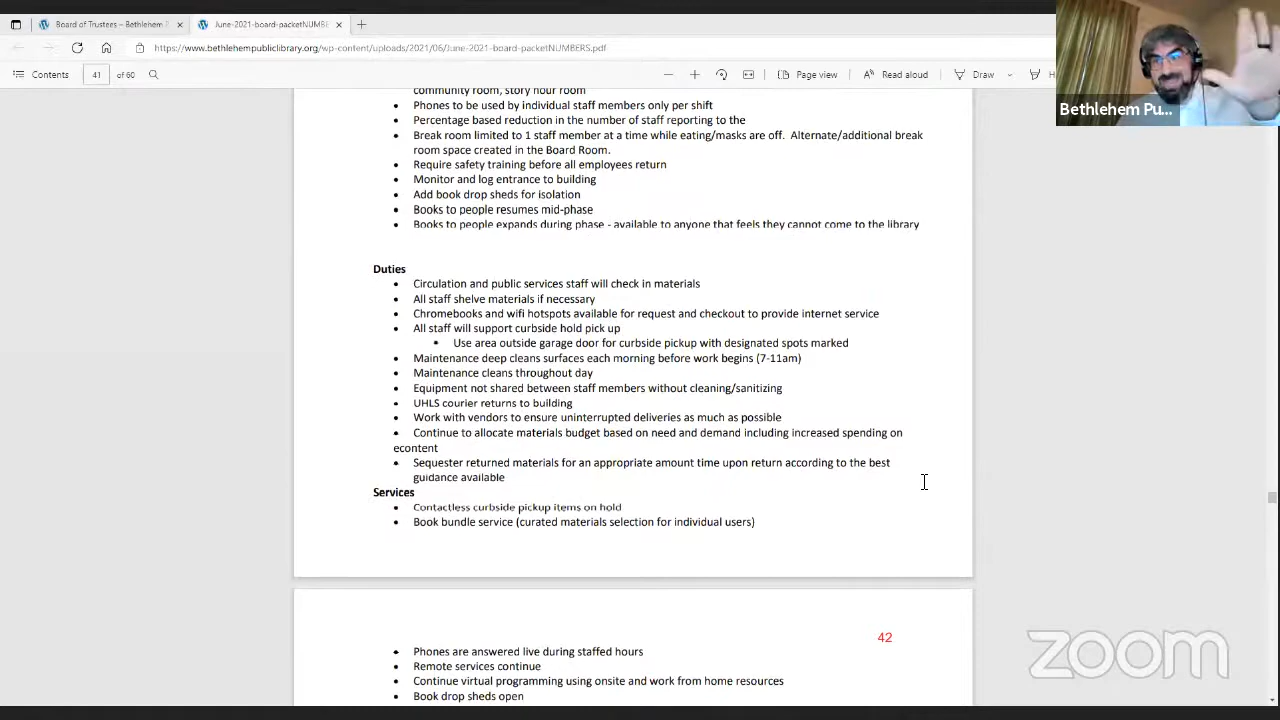 Board of Trustees – Bethlehem P
June-2021-board-packetNUMBE
https://www.bethlehempubliclibrary.org/wp-content/uploads/2021/06/June-2021-board-packetNUMBERS.pdf
Contents
41 of 60
Page view
Read aloud
Draw
Bethlehem Pu...
community room, story hour room
• Phones to be used by individual staff members only per shift
• Percentage based reduction in the number of staff reporting to the
• Break room limited to 1 staff member at a time while eating/masks are off. Alternate/additional break
room space created in the Board Room.
• Require safety training before all employees return
• Monitor and log entrance to building
• Add book drop sheds for isolation
• Books to people resumes mid-phase
• Books to people expands during phase - available to anyone that feels they cannot come to the library
Duties
• Circulation and public services staff will check in materials
• All staff shelve materials if necessary
• Chromebooks and wifi hotspots available for request and checkout to provide internet service
• All staff will support curbside hold pick up
• Use area outside garage door for curbside pickup with designated spots marked
• Maintenance deep cleans surfaces each morning before work begins (7-11am)
• Maintenance cleans throughout day
• Equipment not shared between staff members without cleaning/sanitizing
• UHLS courier returns to building
• Work with vendors to ensure uninterrupted deliveries as much as possible
• Continue to allocate materials budget based on need and demand including increased spending on
econtent
• Sequester returned materials for an appropriate amount time upon return according to the best
guidance available
Services
• Contactless curbside pickup items on hold
• Book bundle service (curated materials selection for individual users)
42
• Phones are answered live during staffed hours
• Remote services continue
• Continue virtual programming using onsite and work from home resources
• Book drop sheds open
zoom